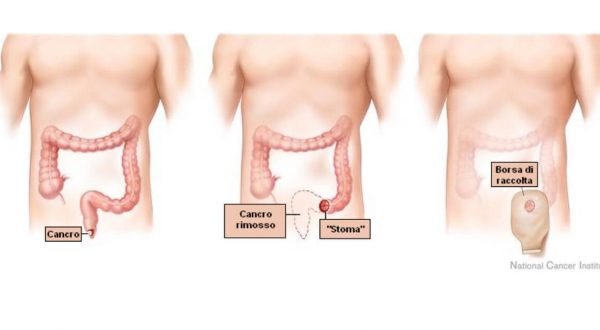 Cancro
Cancro
rimosso
"Stoma"
Borsa di
raccolta
National Cancer Institu